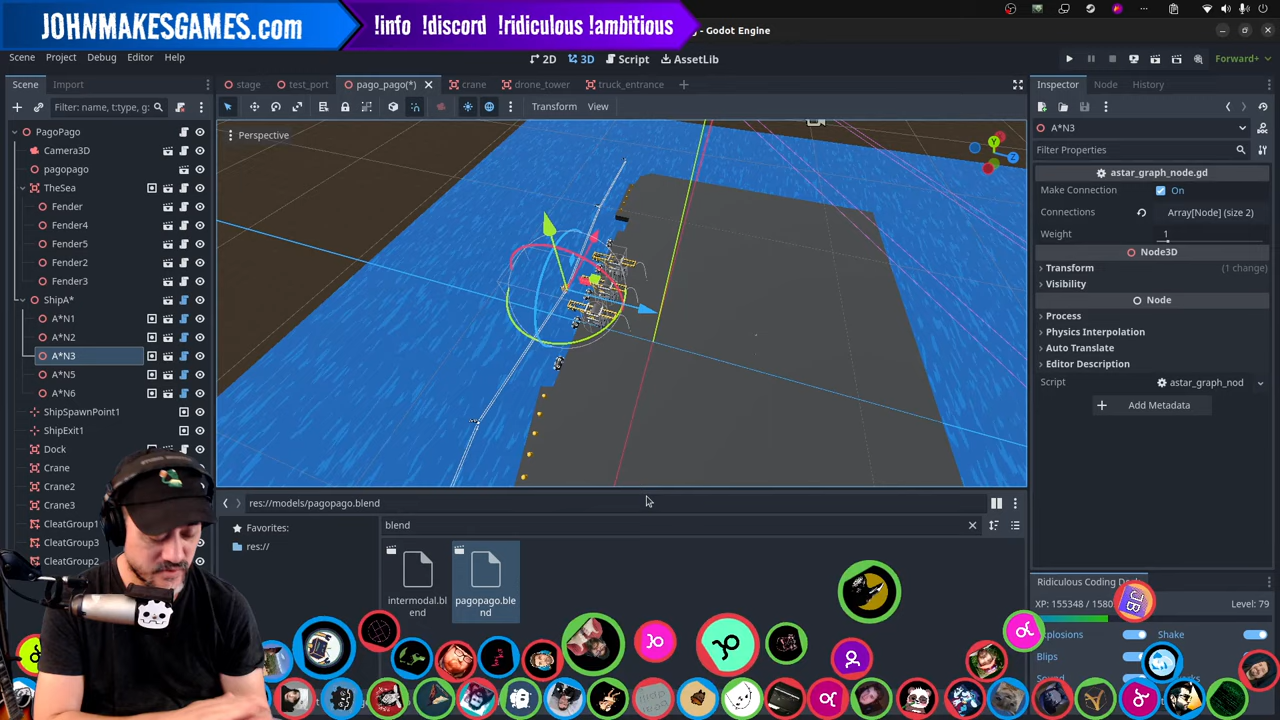 JOHNMAKESGAMES.COM
!info !discord !ridiculous !ambitious
Godot Engine
Scene Project Debug Editor Help
2D 3D Script AssetLib
Forward+
Scene Import
stage test_port pago_pago(*) crane drone_tower truck_entrance
Inspector Node History
Filter: name, t:type, g:
Transform View
Perspective
PagoPago
Camera3D
pagopago
TheSea
Fender
Fender4
Fender5
Fender2
Fender3
ShipA*
A*N1
A*N2
A*N3
A*N5
A*N6
ShipSpawnPoint1
ShipExit1
Dock
Crane
Crane2
Crane3
CleatGroup1
CleatGroup3
CleatGroup2
A*N3
Filter Properties
astar_graph_node.gd
Make Connection On
Connections Array[Node] (size 2)
Weight 1
Node3D
Transform (1 change)
Visibility
Node
Process
Physics Interpolation
Auto Translate
Editor Description
Script astar_graph_nod
Add Metadata
res://models/pagopago.blend
Favorites:
res://
blend
intermodal.bl
end
pagopago.ble
nd
Ridiculous Coding
XP: 155348 / 1580 Level: 79
xplosions Shake
Blips